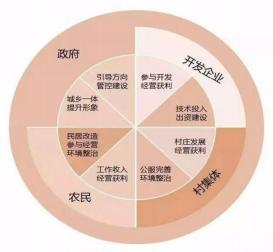 政府
开发企业
引导方向
管控建设
参与开发
经营获利
城乡一体
提升形象
技术投入
出资建设
民居改造
参与经营
环境整治
村庄发展
经营获利
工作收入
经营获利
公服完善
环境整治
农民
村集体